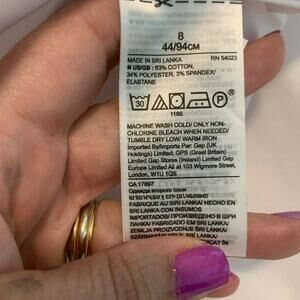 8
44/94CM
MADE IN SRI LANKA RN 54023
■ US/GB : 63% COTTON,
34% POLYESTER, 3% SPANDEX/
ELASTANE
30 P
1166
MACHINE WASH COLD/ ONLY NON-
CHLORINE BLEACH WHEN NEEDED/
TUMBLE DRY LOW/ WARM IRON
Imported By/Importe Par: Gap (UK
Holdings) Limited; GPS (Great Britain)
Limited Gap Stores (Ireland) Limited Gap
Europe Limited All at 103 Wigmore Street,
London, W1U 1QS
CA 17897
Одежда второго слоя
FABRIQUÉ AU SRI LANKA/ HECHO EN
SRI LANKA CON INSUMOS
IMPORTADOS/ПРОИЗВЕДЕНО В ШРИ
ЛАНКА/ FABRICADO EM SRI
ZEMLJA PROIZVODNJE: SRI